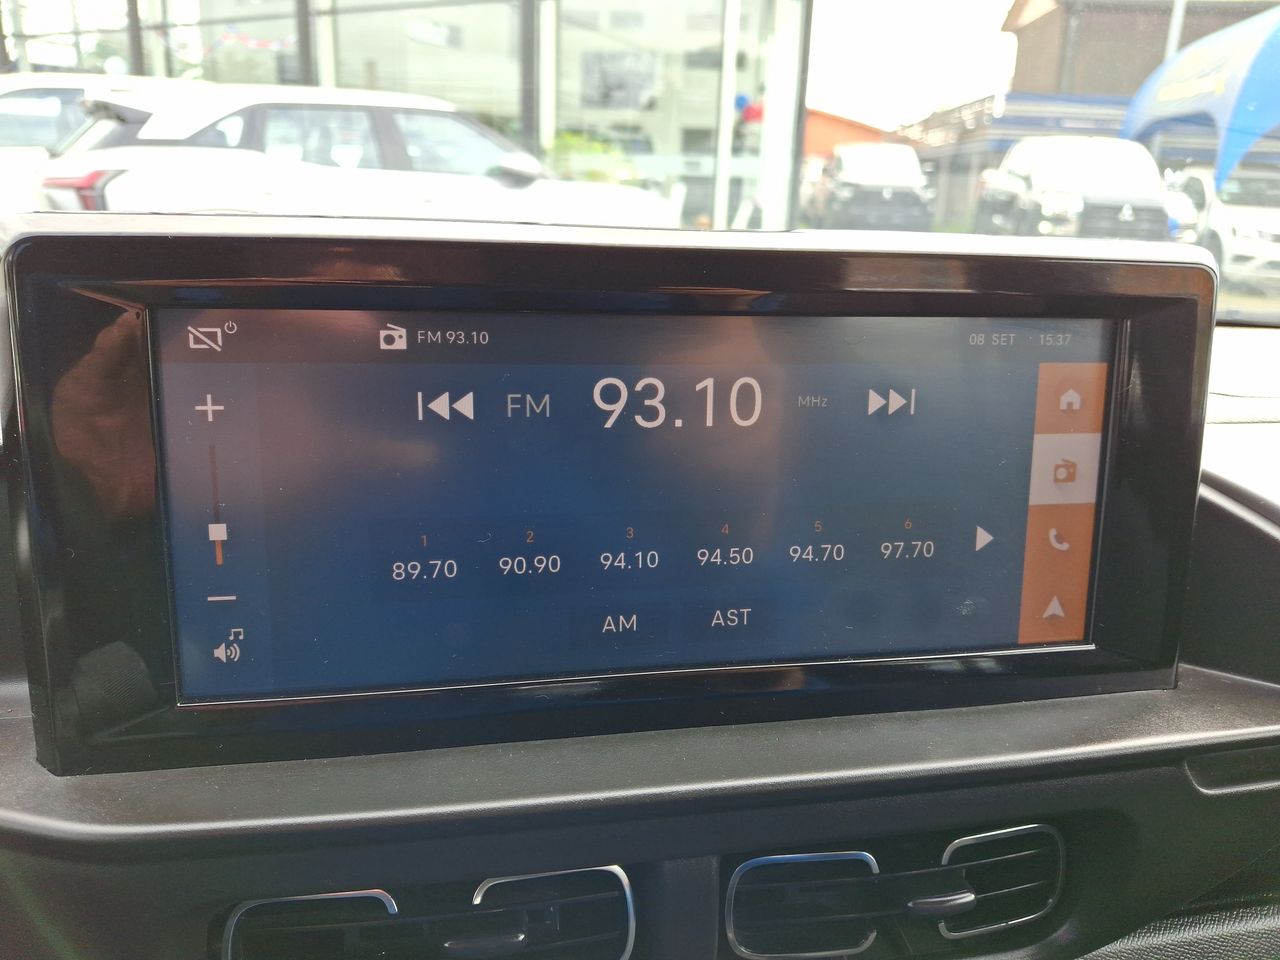 FM 93.10
08 SET · 15.37
FM 93.10 MHz
1 2 3 4 5 6
89.70 90.90 94.10 94.50 94.70 97.70
AM AST